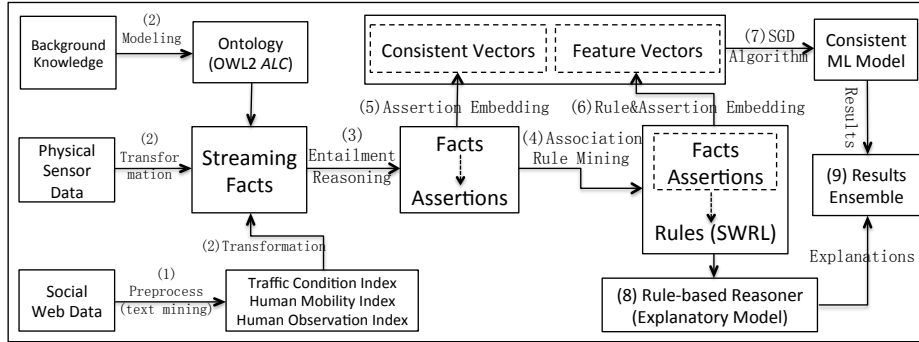 Background
Knowledge
(2)
Modeling
Ontology
(OWL2 ALC)
Consistent Vectors
Feature Vectors
(7) SGD
Algorithm
Consistent
ML Model
(5) Assertion Embedding
(6) Rule&Assertion Embedding
Results
Physical
Sensor
Data
(2)
Transfor
mation
Streaming
Facts
(3)
Entailment
Reasoning
Facts
Assertions
(4) Association
Rule Mining
Facts
Assertions
Rules (SWRL)
(9) Results
Ensemble
(2) Transformation
Explanations
Social
Web Data
(1)
Preprocess
(text mining)
Traffic Condition Index
Human Mobility Index
Human Observation Index
(8) Rule-based Reasoner
(Explanatory Model)